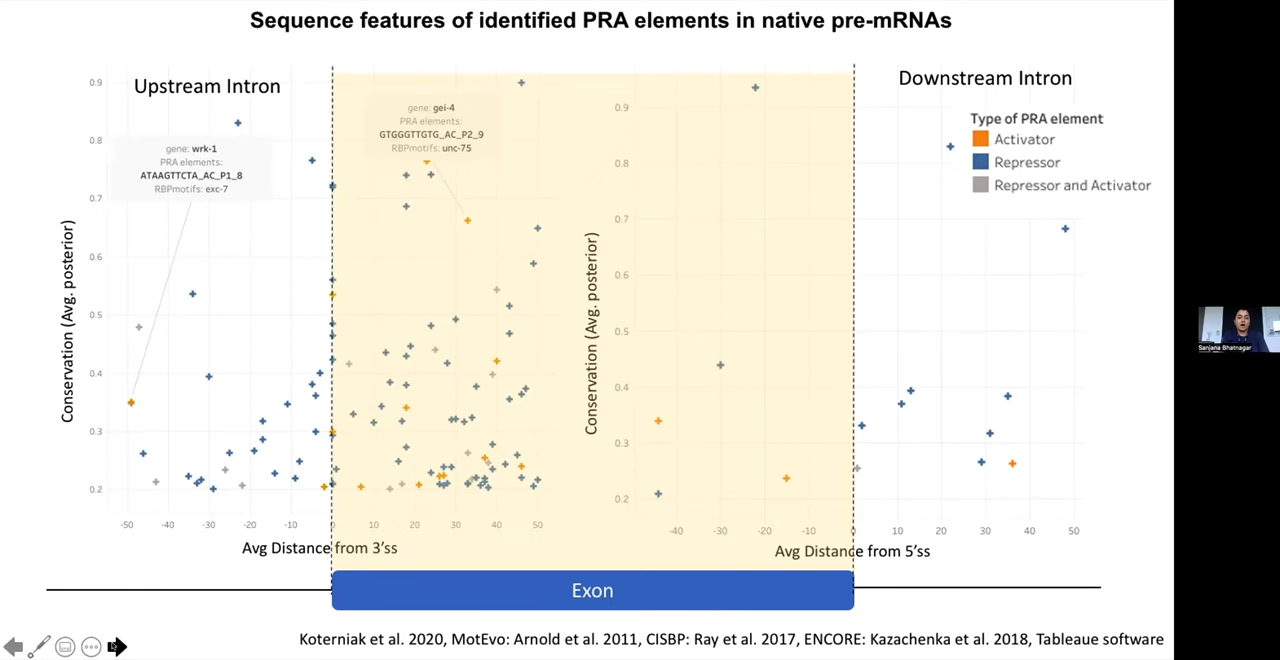 Sequence features of identified PRA elements in native pre-mRNAs
Upstream Intron
Downstream Intron
gene: wrk-1
PRA elements:
ATAAGTTCTA_AC_P1_8
RBPmotifs: exc-7
gene: gei-4
PRA elements:
GTGGGTTGTG_AC_P2_9
RBPmotifs: unc-75
Type of PRA element
Activator
Repressor
Repressor and Activator
Conservation (Avg. posterior)
0.9
0.8
0.7
0.6
0.5
0.4
0.3
0.2
-50 -40 -30 -20 -10 0 10 20 30 40 50
Avg Distance from 3'ss
Conservation (Avg. posterior)
0.9
0.8
0.7
0.6
0.5
0.4
0.3
0.2
-40 -30 -20 -10 0 10 20 30 40 50
Avg Distance from 5'ss
Exon
Koterniak et al. 2020, MotEvo: Arnold et al. 2011, CISBP: Ray et al. 2017, ENCORE: Kazachenka et al. 2018, Tableaue software
Sanjana Bhatnagar